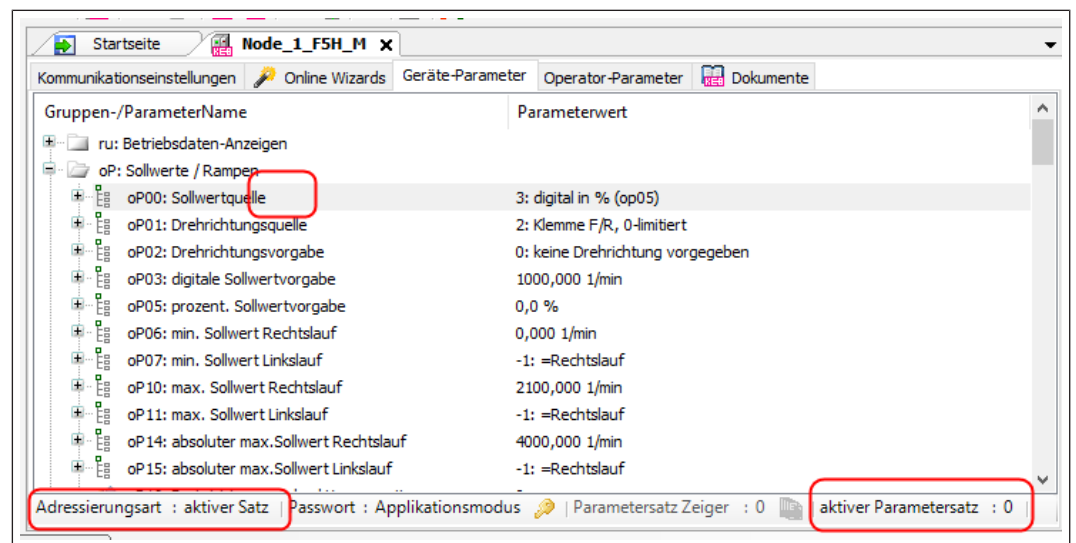 Startseite Node_1_F5H_M x
Kommunikationseinstellungen Online Wizards Geräte-Parameter Operator-Parameter KEB Dokumente
Gruppen-/ParameterName Parameterwert
ru: Betriebsdaten-Anzeigen
oP: Sollwerte / Rampen
oP00: Sollwertquelle 3: digital in % (op05)
oP01: Drehrichtungsquelle 2: Klemme F/R, 0-limitiert
oP02: Drehrichtungsvorgabe 0: keine Drehrichtung vorgegeben
oP03: digitale Sollwertvorgabe 1000,000 1/min
oP05: prozent. Sollwertvorgabe 0,0 %
oP06: min. Sollwert Rechtslauf 0,000 1/min
oP07: min. Sollwert Linkslauf -1: =Rechtslauf
oP10: max. Sollwert Rechtslauf 2100,000 1/min
oP11: max. Sollwert Linkslauf -1: =Rechtslauf
oP14: absoluter max.Sollwert Rechtslauf 4000,000 1/min
oP15: absoluter max.Sollwert Linkslauf -1: =Rechtslauf
Adressierungsart : aktiver Satz | Passwort : Applikationsmodus | Parametersatz Zeiger : 0 aktiver Parametersatz : 0 |